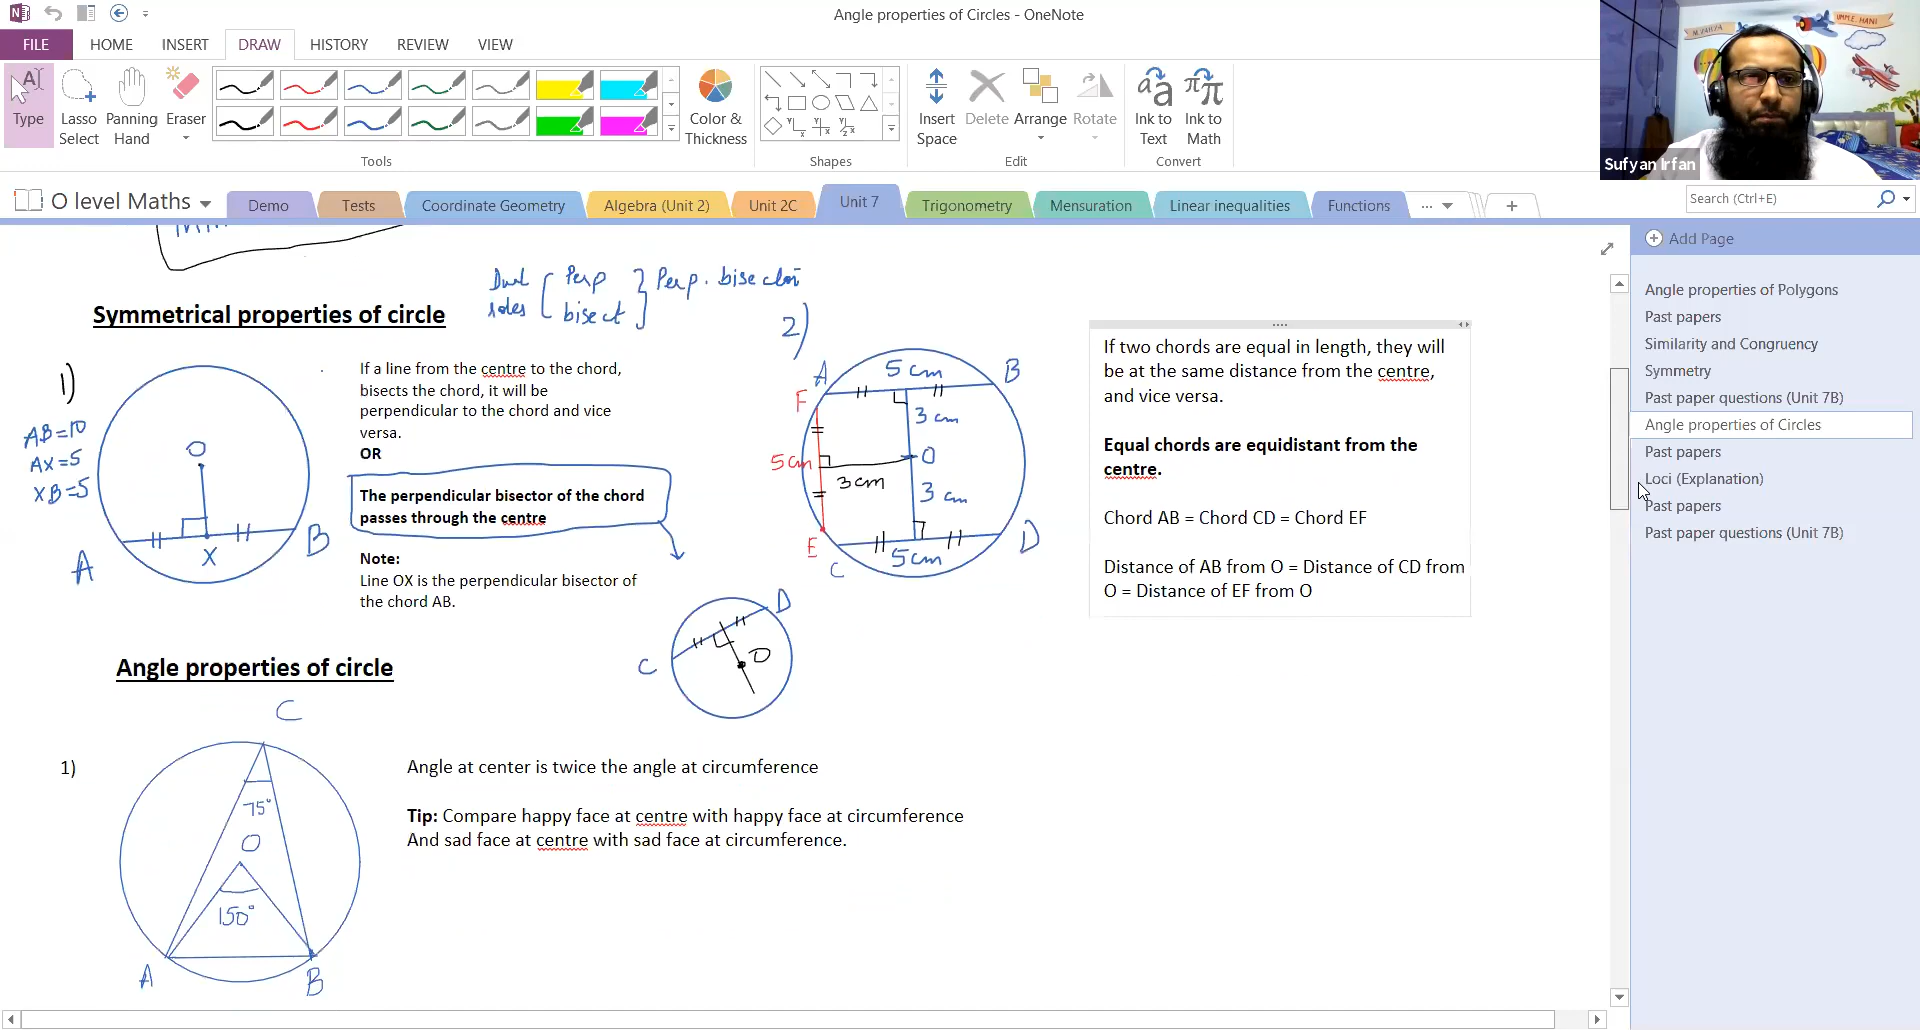 Angle properties of Circles - OneNote
FILE
HOME
INSERT
DRAW
HISTORY
REVIEW
VIEW
Type
Lasso
Select
Panning
Hand
Eraser
Color &
Thickness
Insert
Space
Delete
Arrange
Rotate
Ink to
Text
Ink to
Math
Tools
Shapes
Edit
Convert
UMM E. HANI
Sufyan Irfan
O level Maths
Demo
Tests
Coordinate Geometry
Algebra (Unit 2)
Unit 2C
Unit 7
Trigonometry
Mensuration
Linear inequalities
Functions
...
Search (Ctrl+E)
Add Page
Angle properties of Polygons
Past papers
Similarity and Congruency
Symmetry
Past paper questions (Unit 7B)
Angle properties of Circles
Past papers
Loci (Explanation)
Past papers
Past paper questions (Unit 7B)
Dual
roles
Perp
bisect
Perp. bisector
Symmetrical properties of circle
1)
AB=10
AX=5
XB=5
O
A
X
B
If a line from the centre to the chord,
bisects the chord, it will be
perpendicular to the chord and vice
versa.
OR
The perpendicular bisector of the chord
passes through the centre
Note:
Line OX is the perpendicular bisector of
the chord AB.
C
D
O
2)
A
5cm
B
F
3cm
5cm
O
3cm
3cm
E
C
5cm
D
If two chords are equal in length, they will
be at the same distance from the centre,
and vice versa.
Equal chords are equidistant from the
centre.
Chord AB = Chord CD = Chord EF
Distance of AB from O = Distance of CD from
O = Distance of EF from O
Angle properties of circle
1)
C
75°
O
150°
A
B
Angle at center is twice the angle at circumference
Tip: Compare happy face at centre with happy face at circumference
And sad face at centre with sad face at circumference.